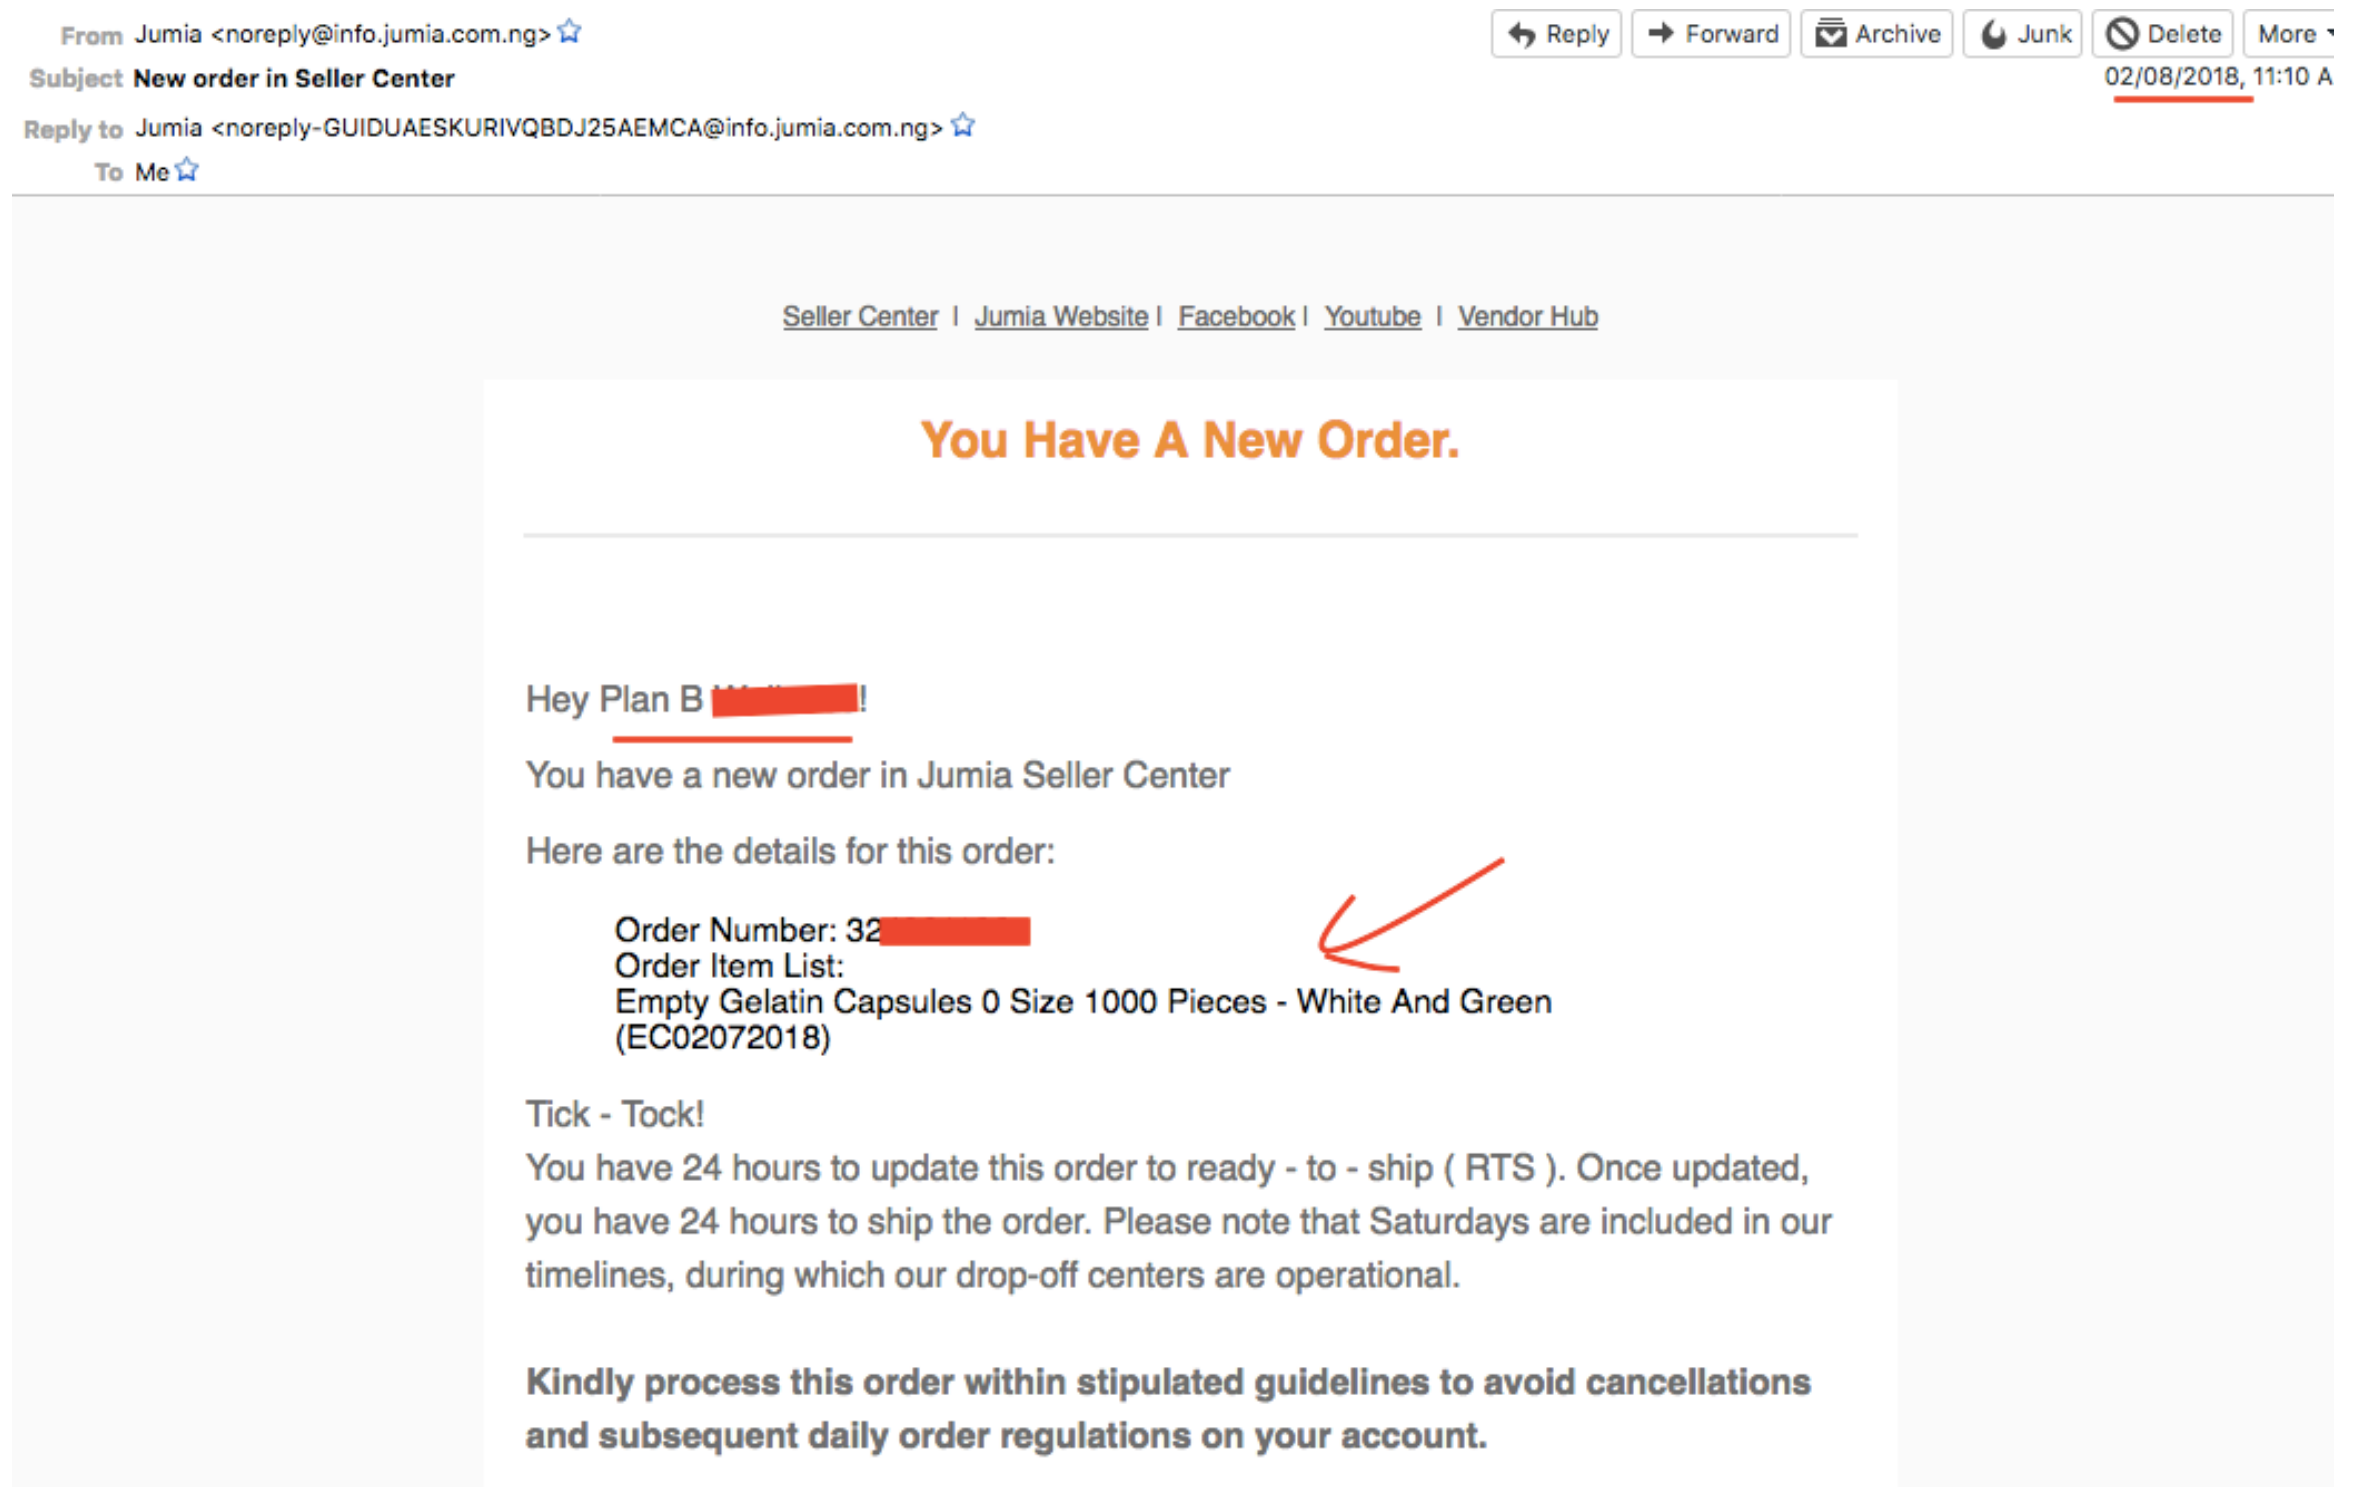 From Jumia <noreply@info.jumia.com.ng>
Reply Forward Archive Junk Delete More
Subject New order in Seller Center
02/08/2018, 11:10 A
Reply to Jumia <noreply-GUIDUAESKURIVQBDJ25AEMCA@info.jumia.com.ng>
To Me
Seller Center | Jumia Website | Facebook | Youtube | Vendor Hub
You Have A New Order.
Hey Plan B !
You have a new order in Jumia Seller Center
Here are the details for this order:
Order Number: 32
Order Item List:
Empty Gelatin Capsules 0 Size 1000 Pieces - White And Green
(EC02072018)
Tick - Tock!
You have 24 hours to update this order to ready - to - ship ( RTS ). Once updated,
you have 24 hours to ship the order. Please note that Saturdays are included in our
timelines, during which our drop-off centers are operational.
Kindly process this order within stipulated guidelines to avoid cancellations
and subsequent daily order regulations on your account.